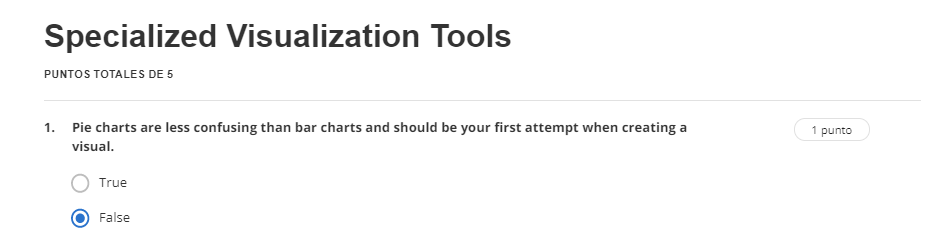 Specialized Visualization Tools
PUNTOS TOTALES DE 5
1. Pie charts are less confusing than bar charts and should be your first attempt when creating a
visual.
1 punto
True
False